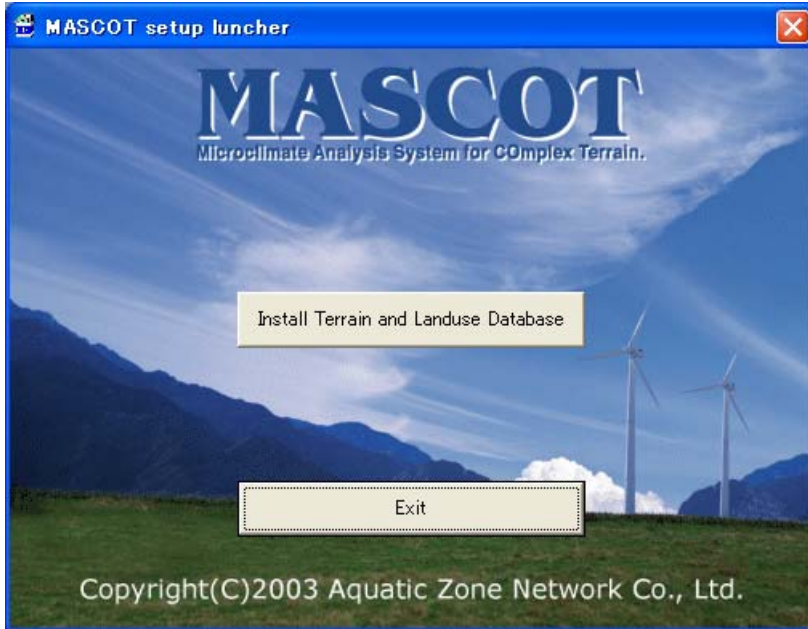 MASCOT setup luncher
MASCOT
Microclimate Analysis System for COmplex Terrain.
Install Terrain and Landuse Database
Exit
Copyright(C)2003 Aquatic Zone Network Co., Ltd.